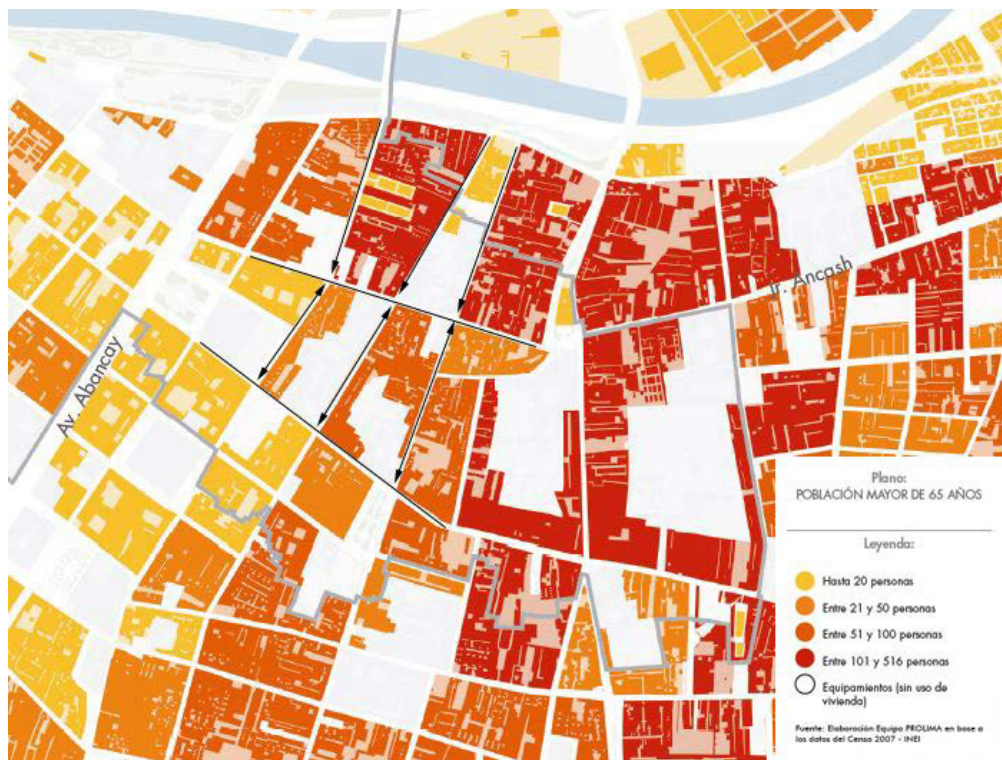 Av. Abancay
Jr. Ancash
Plano:
POBLACIÓN MAYOR DE 65 AÑOS
Leyenda:
Hasta 20 personas
Entre 21 y 50 personas
Entre 51 y 100 personas
Entre 101 y 516 personas
Equipamientos (sin uso de
vivienda)
Fuente: Elaboración Equipo PROLIMA en base a
los datos del Censo 2007 - INEI